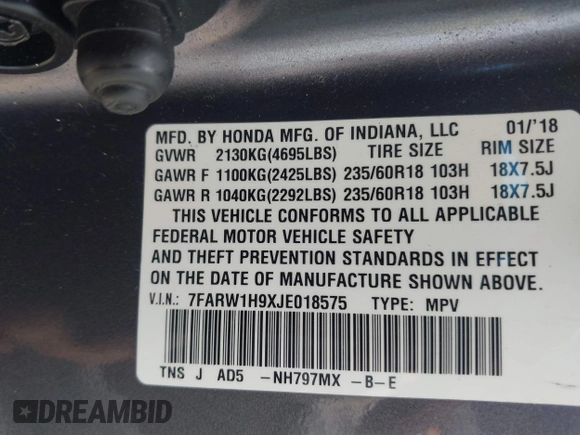 MFD. BY HONDA MFG. OF INDIANA, LLC 01/'18
GVWR 2130KG(4695LBS) TIRE SIZE RIM SIZE
GAWR F 1100KG(2425LBS) 235/60R18 103H 18X7.5J
GAWR R 1040KG(2292LBS) 235/60R18 103H 18X7.5J
THIS VEHICLE CONFORMS TO ALL APPLICABLE
FEDERAL MOTOR VEHICLE SAFETY
AND THEFT PREVENTION STANDARDS IN EFFECT
ON THE DATE OF MANUFACTURE SHOWN ABOVE.
V.I.N.: 7FARW1H9XJE018575 TYPE: MPV
TNS J AD5 -NH797MX -B-E
DREAMBID